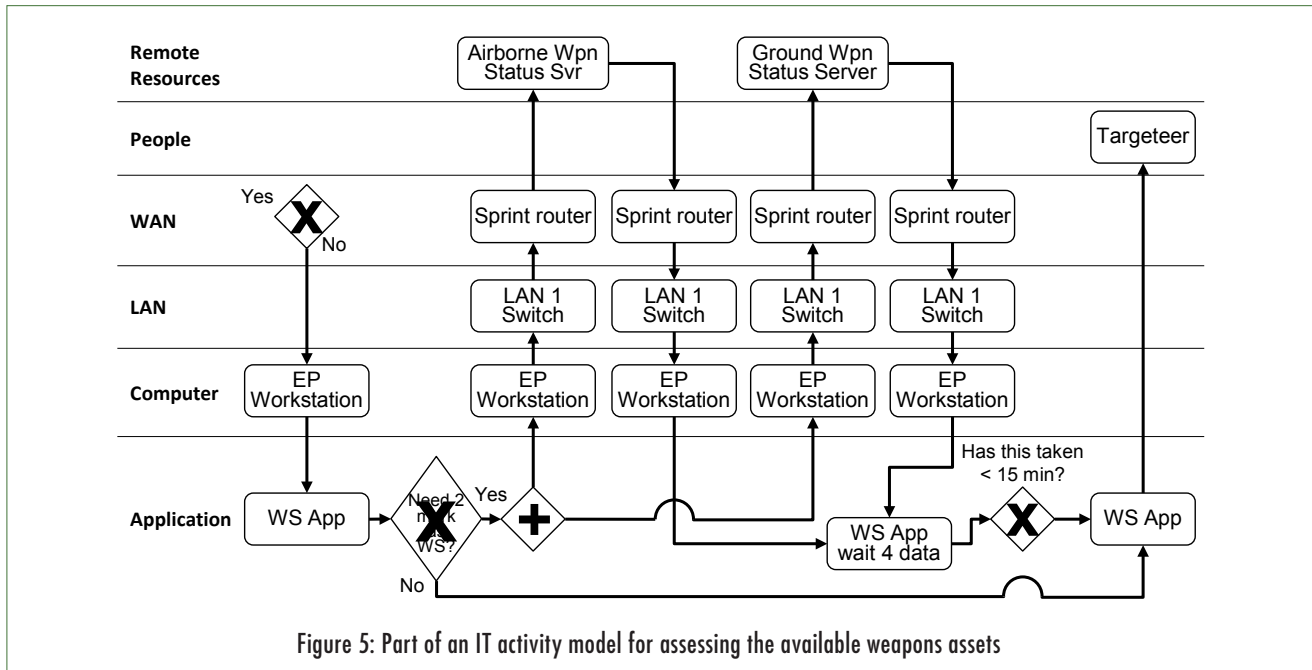 Remote
Resources
Airborne Wpn
Status Svr
Ground Wpn
Status Server
People
Targeteer
WAN
Yes
X
No
Sprint router
Sprint router
Sprint router
Sprint router
LAN
LAN 1
Switch
LAN 1
Switch
LAN 1
Switch
LAN 1
Switch
Computer
EP
Workstation
EP
Workstation
EP
Workstation
EP
Workstation
EP
Workstation
Application
WS App
Need 2
X
WS?
Yes
No
+
WS App
wait 4 data
Has this taken
< 15 min?
X
WS App
Figure 5: Part of an IT activity model for assessing the available weapons assets